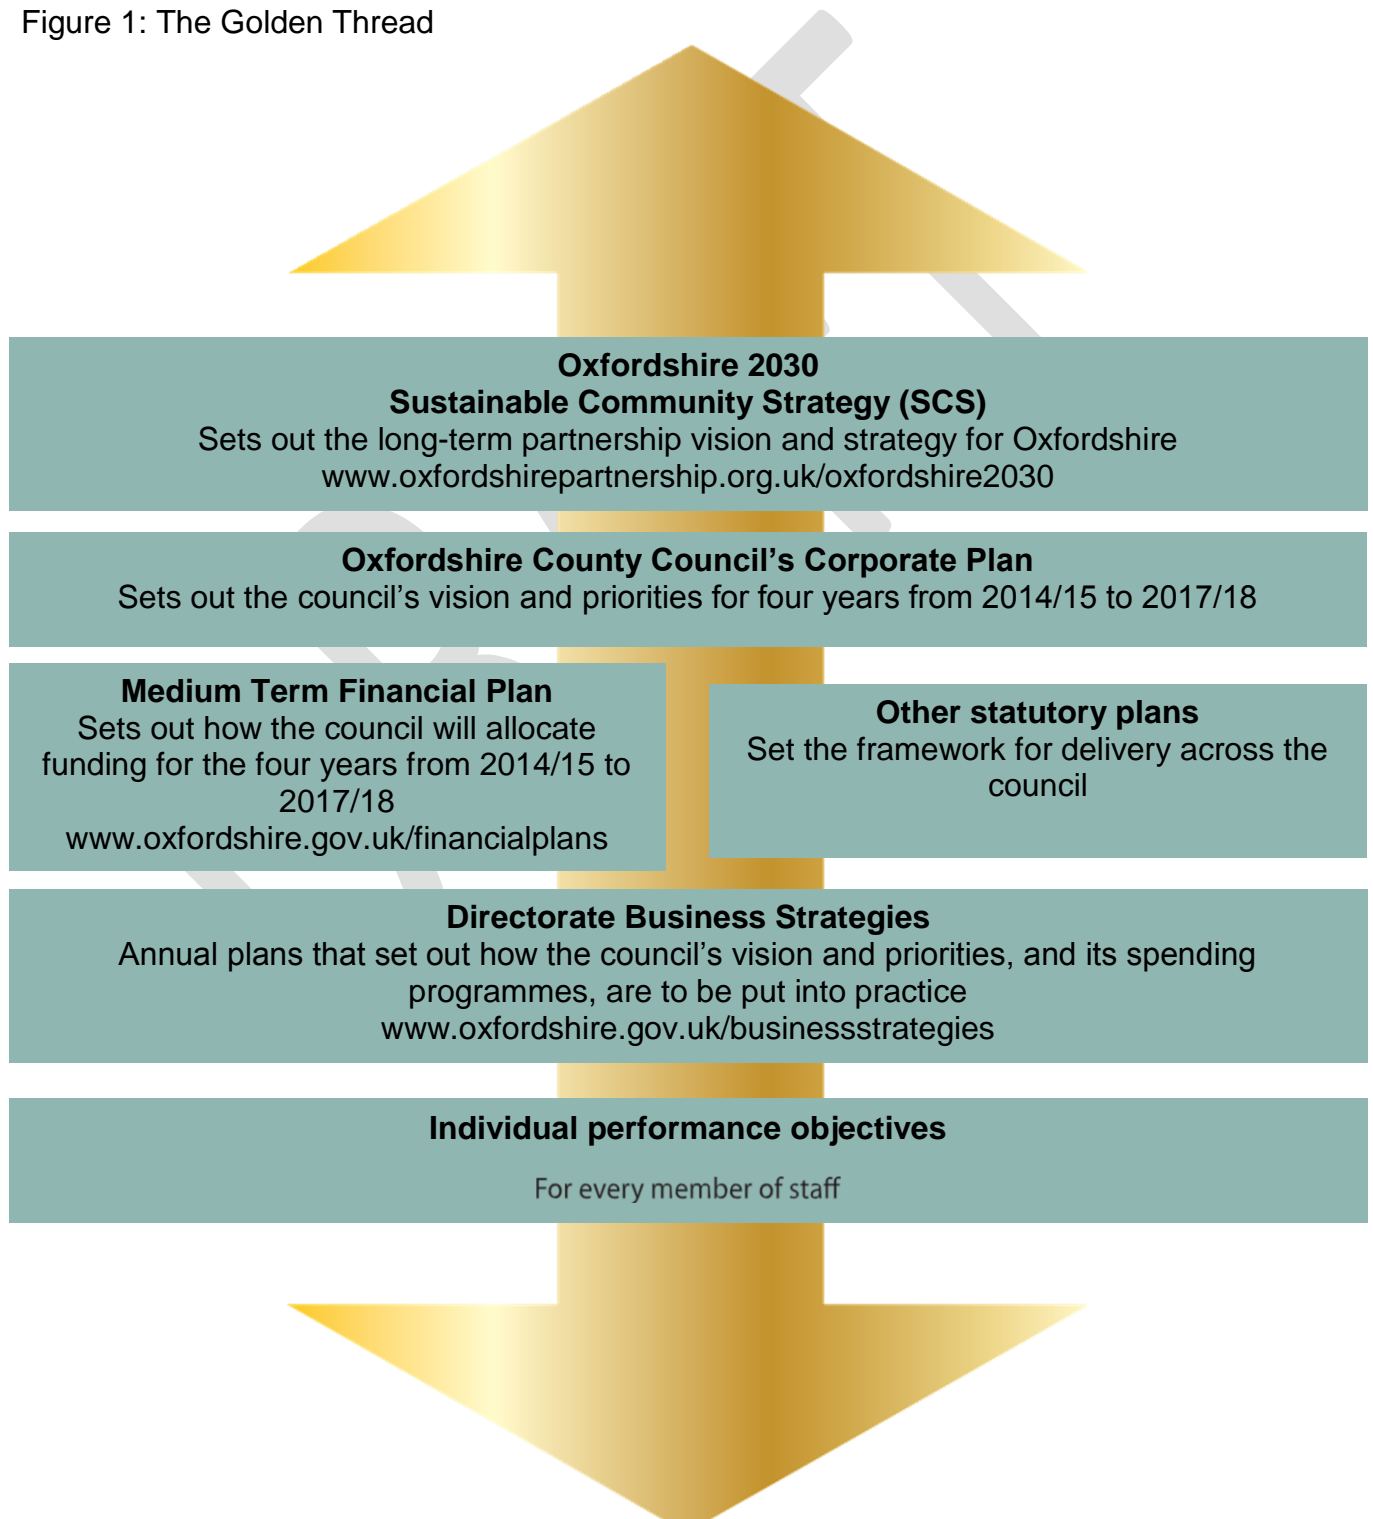 Figure 1: The Golden Thread
Oxfordshire 2030
Sustainable Community Strategy (SCS)
Sets out the long-term partnership vision and strategy for Oxfordshire
www.oxfordshirepartnership.org.uk/oxfordshire2030
Oxfordshire County Council’s Corporate Plan
Sets out the council’s vision and priorities for four years from 2014/15 to 2017/18
Medium Term Financial Plan
Sets out how the council will allocate
funding for the four years from 2014/15 to
2017/18
www.oxfordshire.gov.uk/financialplans
Other statutory plans
Set the framework for delivery across the
council
Directorate Business Strategies
Annual plans that set out how the council’s vision and priorities, and its spending
programmes, are to be put into practice
www.oxfordshire.gov.uk/businessstrategies
Individual performance objectives
For every member of staff